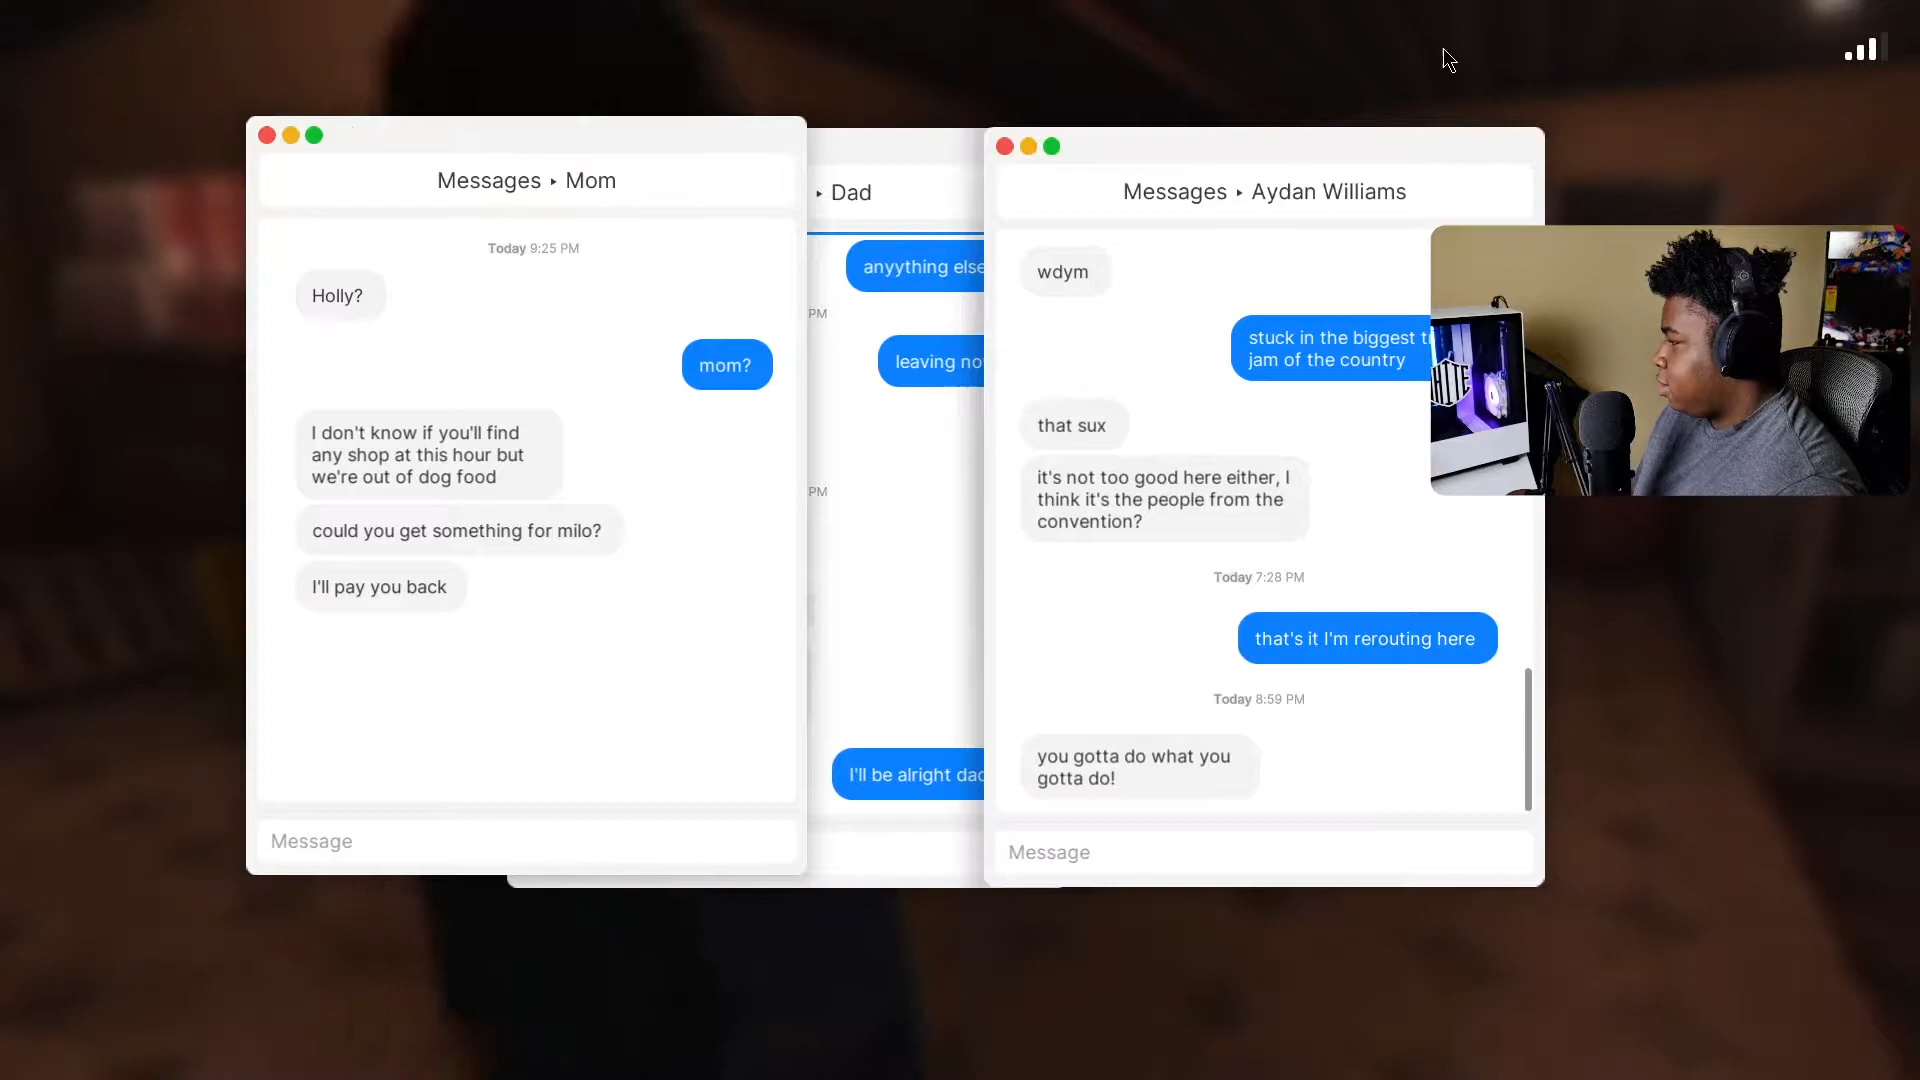 Messages ▸ Mom
Today 9:25 PM
Holly?
mom?
I don't know if you'll find
any shop at this hour but
we're out of dog food
could you get something for milo?
I'll pay you back
Message
▸ Dad
anyything else
PM
leaving
PM
I'll be alright
Messages ▸ Aydan Williams
wdym
stuck in the biggest
jam of the country
that sux
it's not too good here either, I
think it's the people from the
convention?
Today 7:28 PM
that's it I'm rerouting here
Today 8:59 PM
you gotta do what you
gotta do!
Message